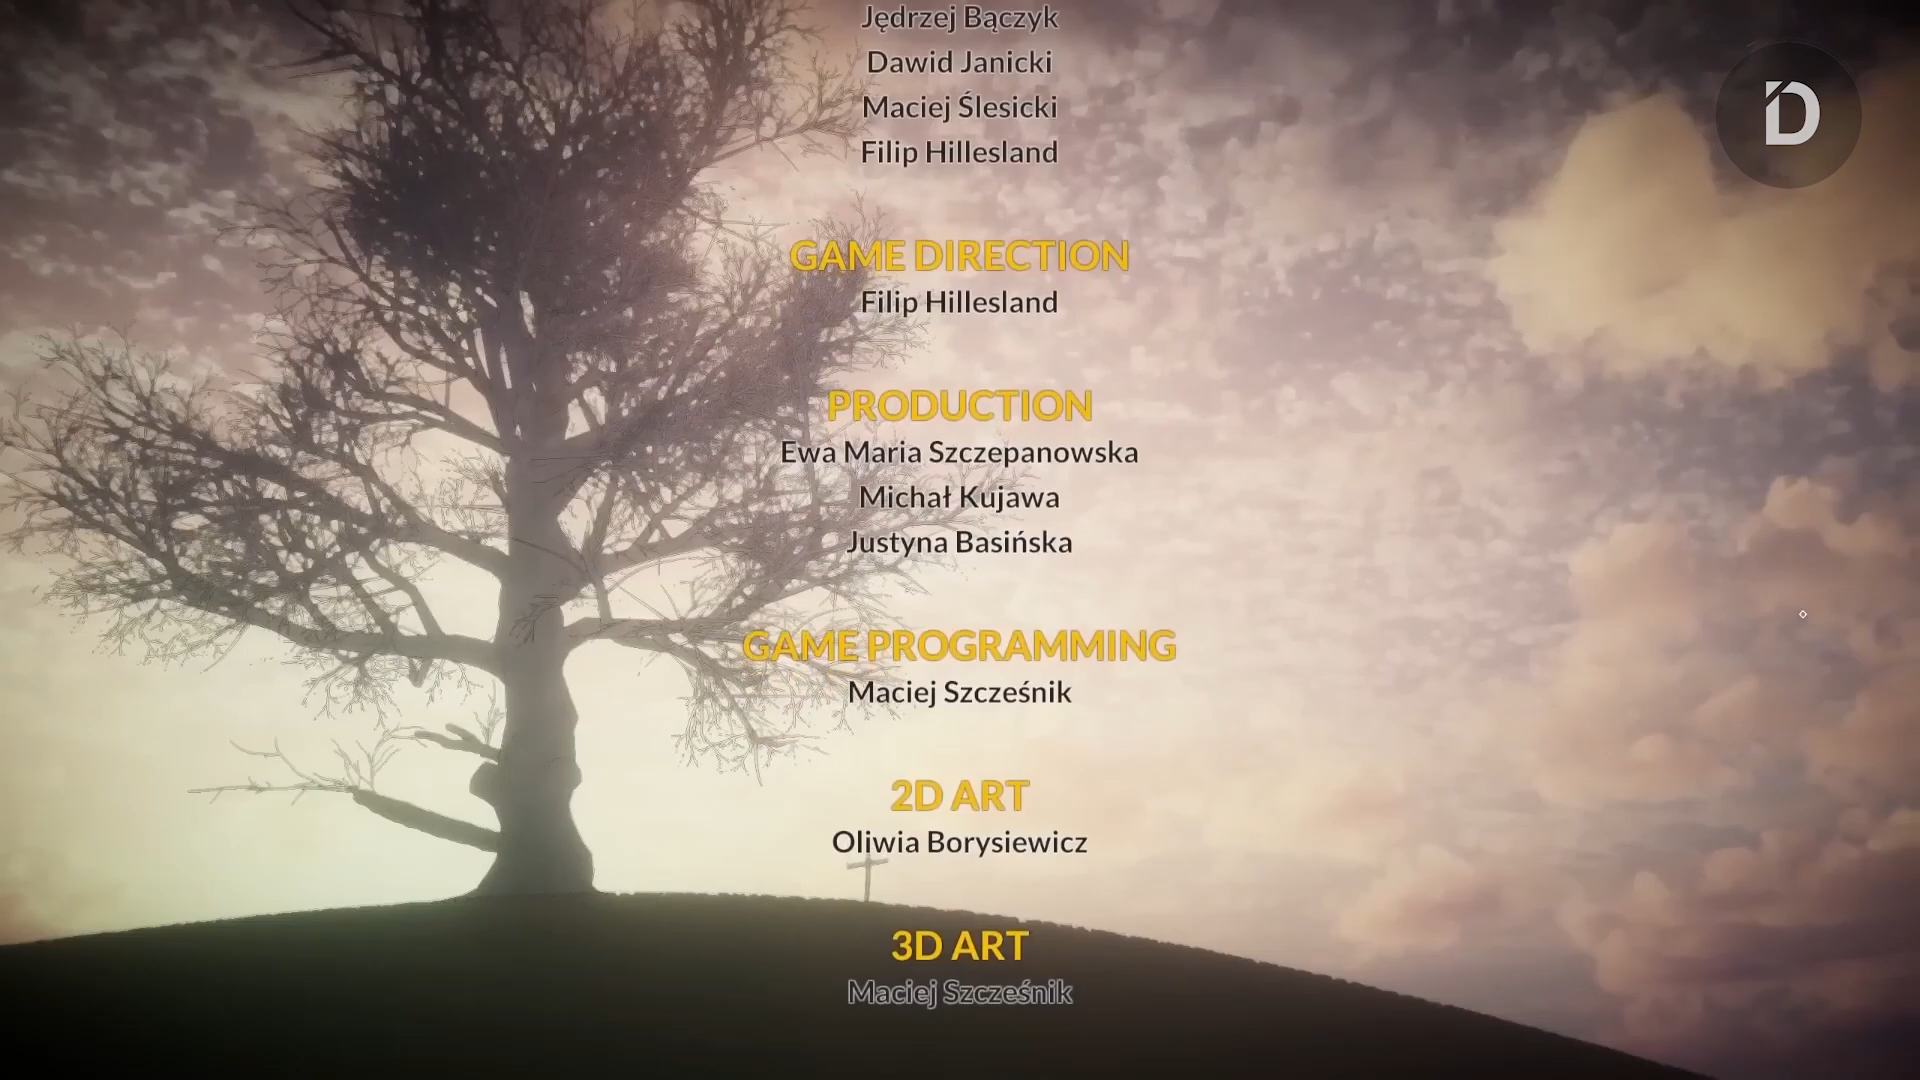 Jędrzej Bączyk
Dawid Janicki
Maciej Ślesicki
Filip Hillesland
GAME DIRECTION
Filip Hillesland
PRODUCTION
Ewa Maria Szczepanowska
Michał Kujawa
Justyna Basińska
GAME PROGRAMMING
Maciej Szcześnik
2D ART
Oliwia Borysiewicz
3D ART
Maciej Szcześnik
D